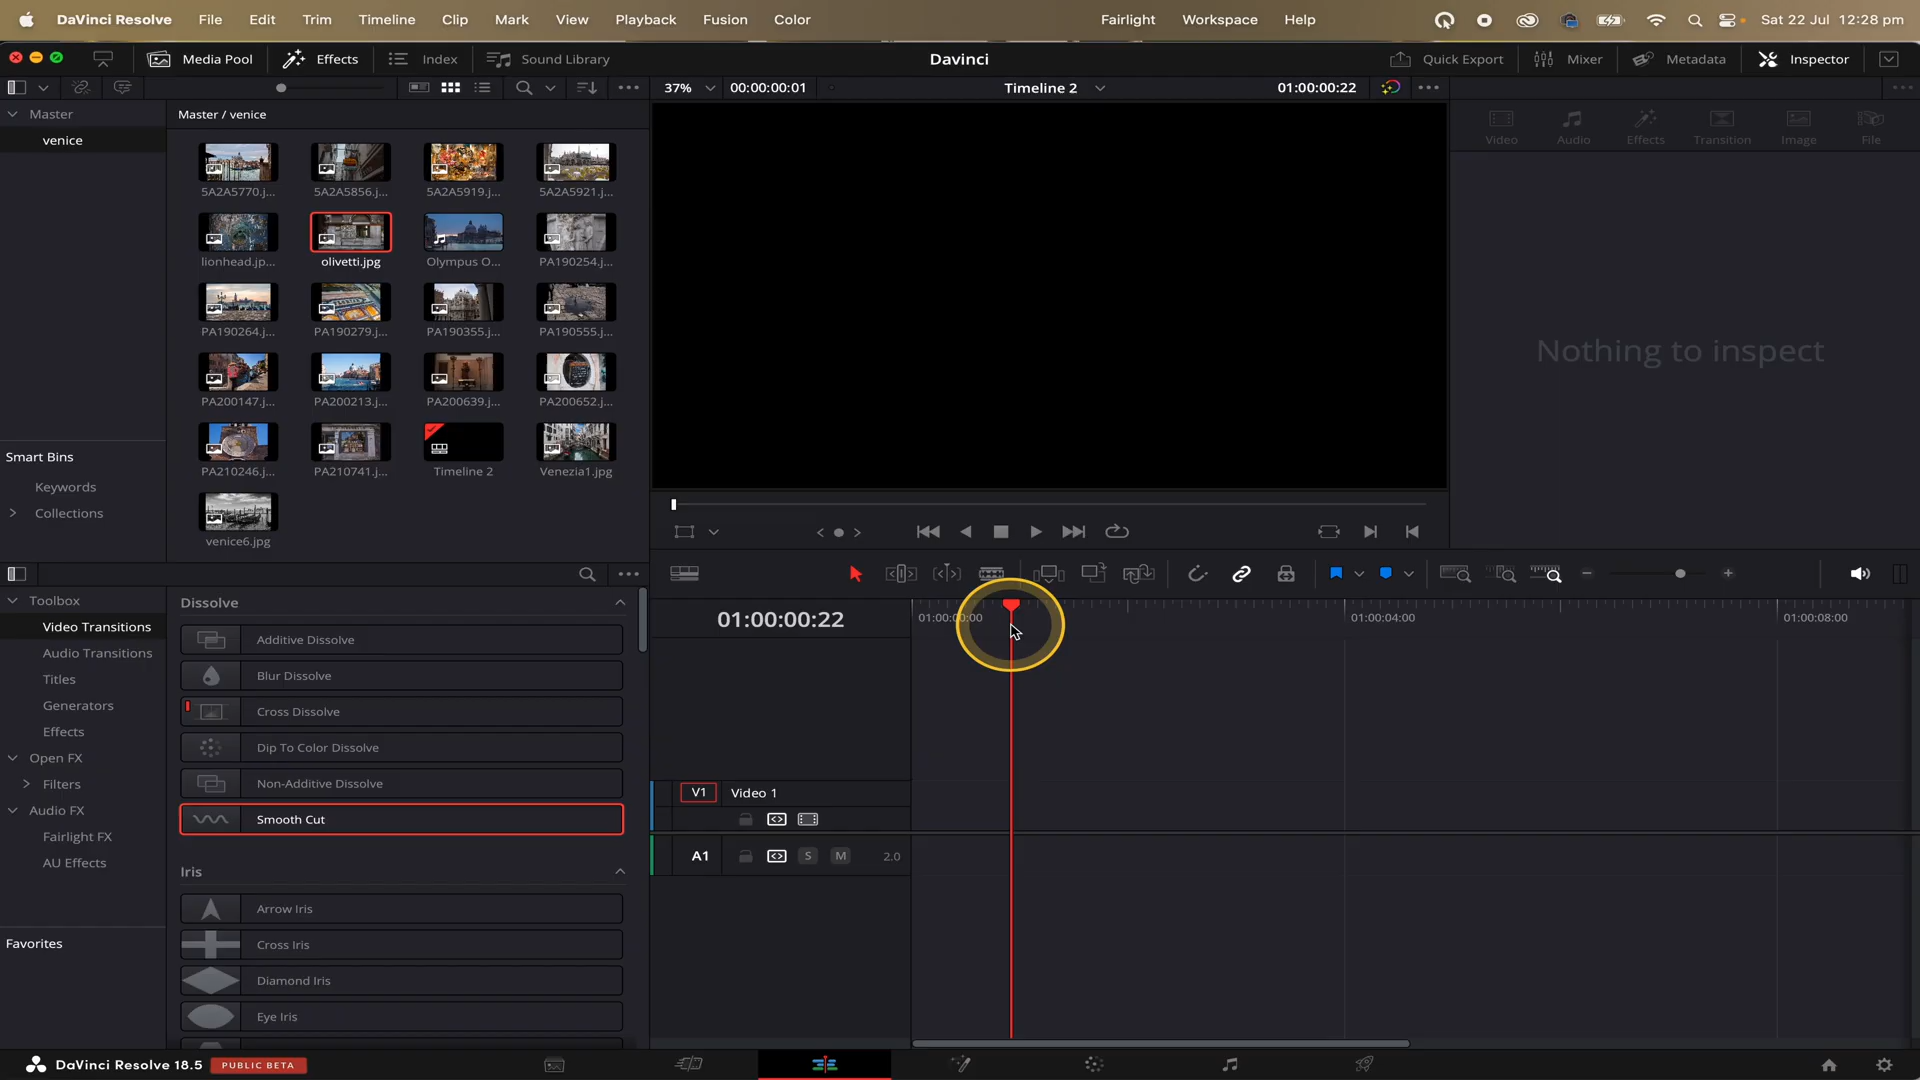 DaVinci Resolve File Edit Trim Timeline Clip Mark View Playback Fusion Color Fairlight Workspace Help Sat 22 Jul 12:28 pm
Media Pool Effects Index Sound Library Davinci Quick Export Mixer Metadata Inspector
37% 00:00:00:01 Timeline 2 01:00:00:22
Master
venice
Master / venice
5A2A5770.j... 5A2A5856.j... 5A2A5919.j... 5A2A5921.j...
lionhead.jp... olivetti.jpg Olympus O... PA190254.j...
PA190264.j... PA190279.j... PA190355.j... PA190555.j...
PA200147.j... PA200213.j... PA200639.j... PA200652.j...
PA210246.j... PA210741.j... Timeline 2 Venezia1.jpg
venice6.jpg
Smart Bins
Keywords
Collections
Video Audio Effects Transition Image File
Nothing to inspect
Toolbox
Video Transitions
Audio Transitions
Titles
Generators
Effects
Open FX
Filters
Audio FX
Fairlight FX
AU Effects
Favorites
Dissolve
Additive Dissolve
Blur Dissolve
Cross Dissolve
Dip To Color Dissolve
Non-Additive Dissolve
Smooth Cut
Iris
Arrow Iris
Cross Iris
Diamond Iris
Eye Iris
01:00:00:22 01:00:00:00 01:00:04:00 01:00:08:00
V1 Video 1
A1 S M 2.0
DaVinci Resolve 18.5 PUBLIC BETA